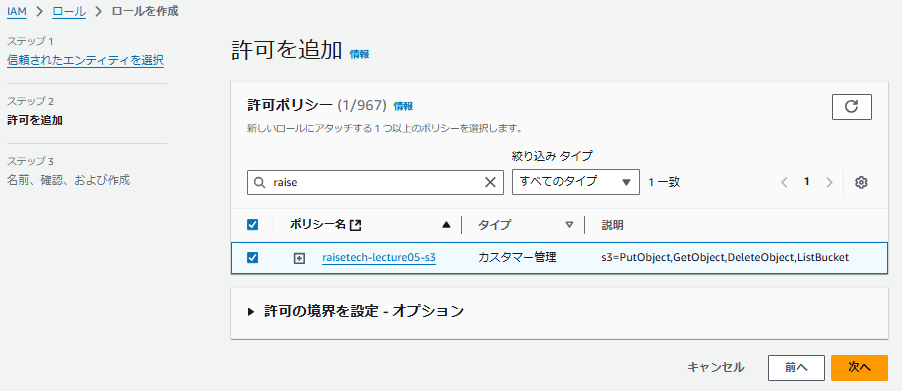 IAM > ロール > ロールを作成
ステップ 1
信頼されたエンティティを選択
ステップ 2
許可を追加
ステップ 3
名前、確認、および作成
許可を追加 情報
許可ポリシー (1/967) 情報
新しいロールにアタッチする 1 つ以上のポリシーを選択します。
絞り込み タイプ
raise
すべてのタイプ
1 一致
1
ポリシー名 タイプ 説明
raisetech-lecture05-s3 カスタマー管理 s3=PutObject,GetObject,DeleteObject,ListBucket
許可の境界を設定 - オプション
キャンセル 前へ 次へ